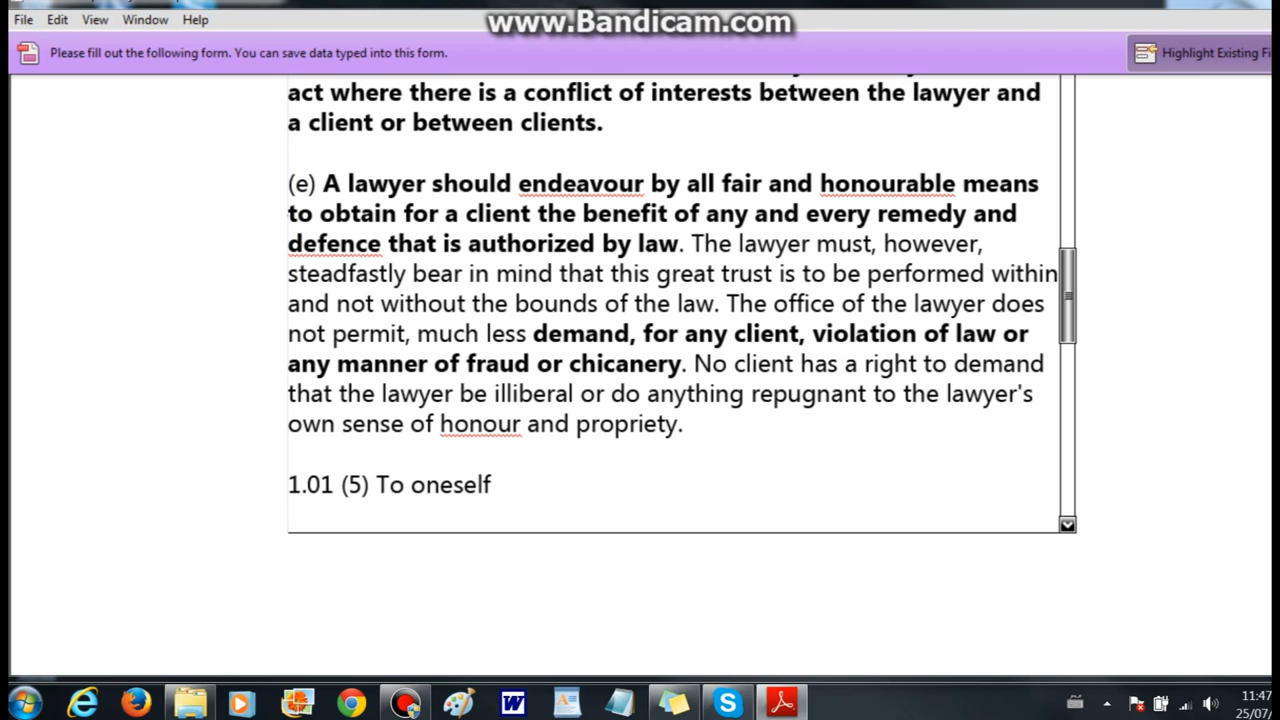 www.Bandicam.com
File Edit View Window Help
Please fill out the following form. You can save data typed into this form.
Highlight Existing Fi
act where there is a conflict of interests between the lawyer and
a client or between clients.
(e) A lawyer should endeavour by all fair and honourable means
to obtain for a client the benefit of any and every remedy and
defence that is authorized by law. The lawyer must, however,
steadfastly bear in mind that this great trust is to be performed within
and not without the bounds of the law. The office of the lawyer does
not permit, much less demand, for any client, violation of law or
any manner of fraud or chicanery. No client has a right to demand
that the lawyer be illiberal or do anything repugnant to the lawyer's
own sense of honour and propriety.
1.01 (5) To oneself
11:47
25/07/